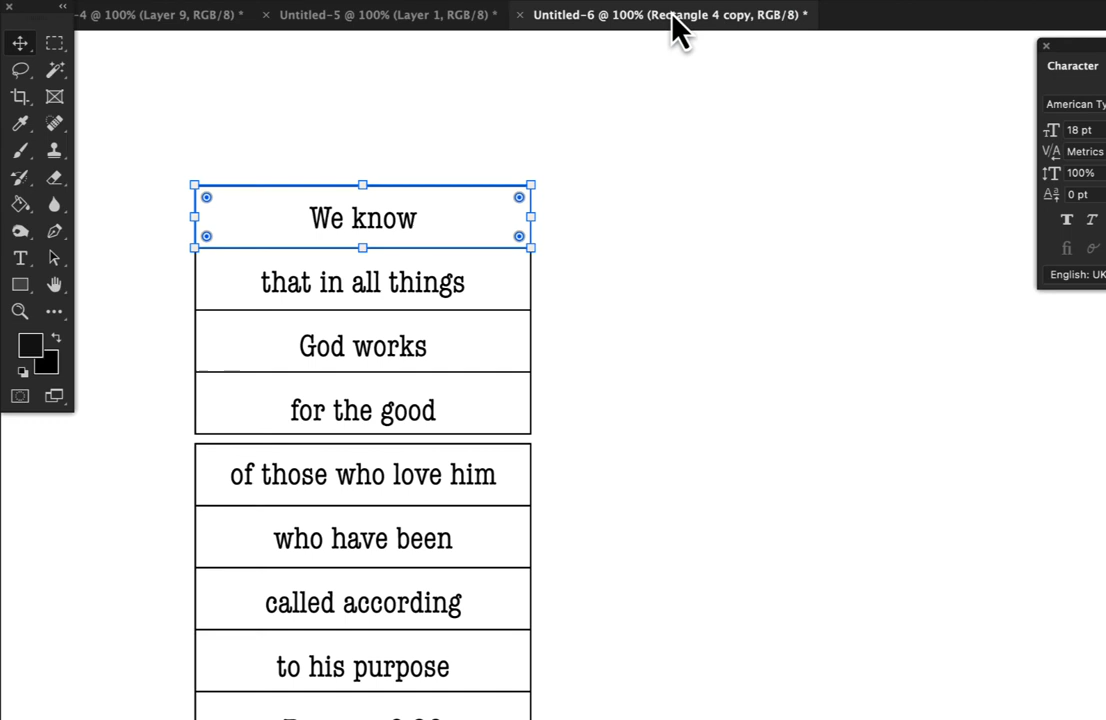 -4 @ 100% (Layer 9, RGB/8) *
Untitled-5 @ 100% (Layer 1, RGB/8) *
Untitled-6 @ 100% (Rectangle 4 copy, RGB/8) *
Character
American Ty
18 pt
Metrics
100%
0 pt
T T
fi
English: UK
We know
that in all things
God works
for the good
of those who love him
who have been
called according
to his purpose